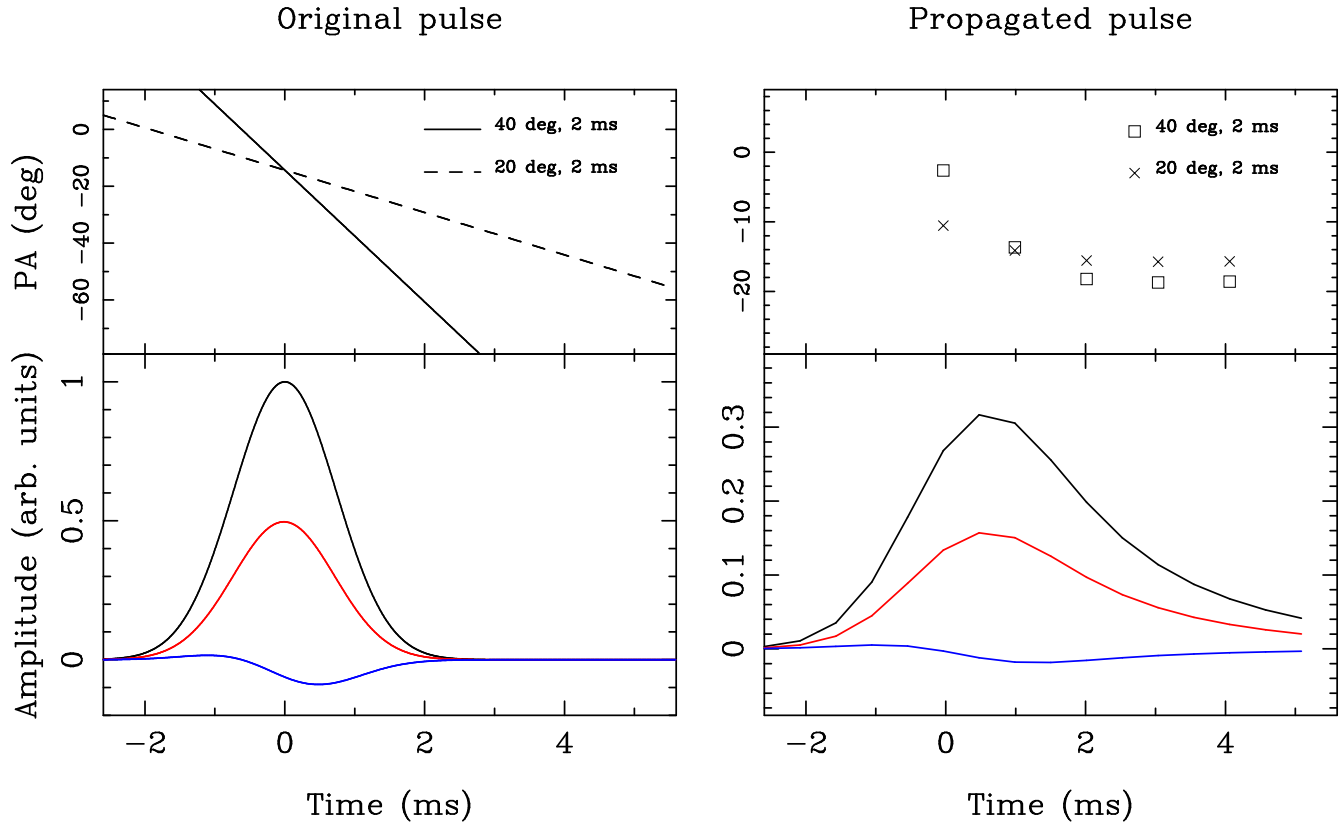 Original pulse
Propagated pulse
PA (deg)
0
−20
−40
−60
40 deg, 2 ms
20 deg, 2 ms
0
−10
−20
40 deg, 2 ms
20 deg, 2 ms
Amplitude (arb. units)
1
0.5
0
0.3
0.2
0.1
0
−2 0 2 4
−2 0 2 4
Time (ms)
Time (ms)